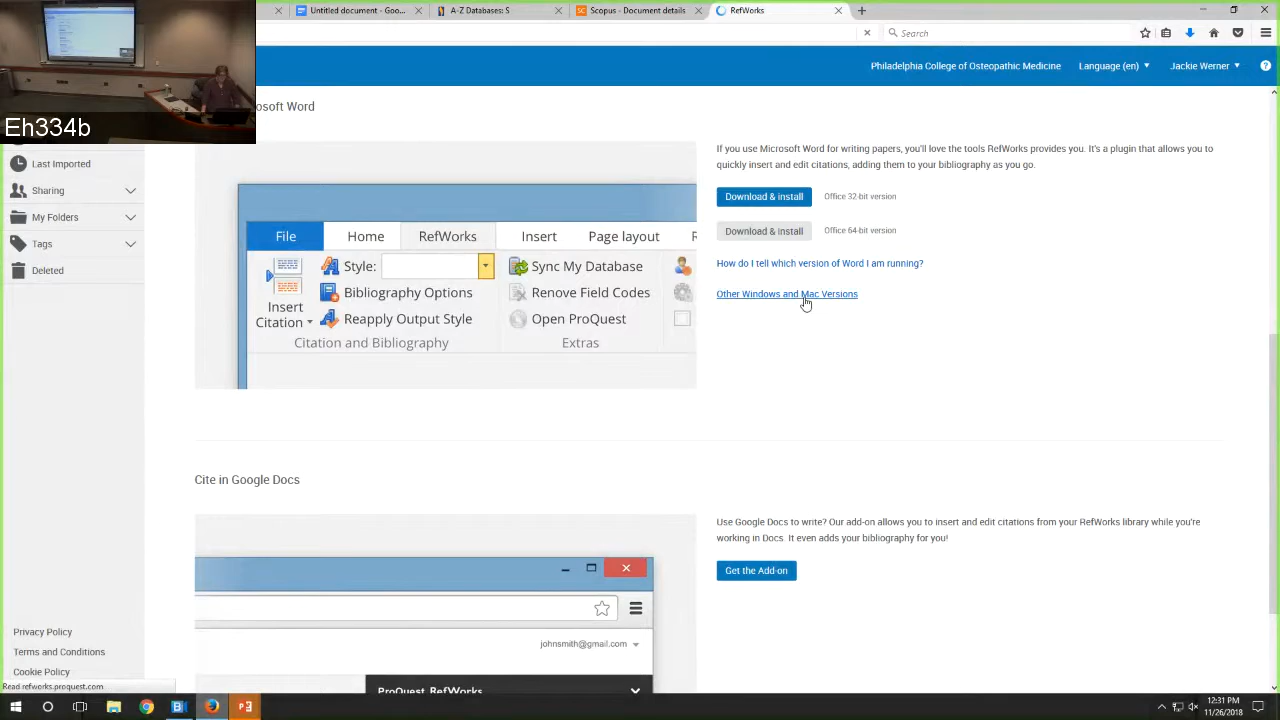 Untitled document - Goo...
A-Z Databases: S
Scopus - Document details
RefWorks
Search
Philadelphia College of Osteopathic Medicine
Language (en)
Jackie Werner
Eh334b
osoft Word
Last Imported
Sharing
My Folders
Tags
Deleted
If you use Microsoft Word for writing papers, you'll love the tools RefWorks provides you. It's a plugin that allows you to
quickly insert and edit citations, adding them to your bibliography as you go.
Download & install
Office 32-bit version
Download & install
Office 64-bit version
How do I tell which version of Word I am running?
Other Windows and Mac Versions
File
Home
RefWorks
Insert
Page layout
R
Style:
Sync My Database
Insert
Citation
Bibliography Options
Remove Field Codes
Reapply Output Style
Open ProQuest
Citation and Bibliography
Extras
Cite in Google Docs
Use Google Docs to write? Our add-on allows you to insert and edit citations from your RefWorks library while you're
working in Docs. It even adds your bibliography for you!
Get the Add-on
johnsmith@gmail.com
ProQuest RefWorks
Privacy Policy
Terms and Conditions
Cookie Policy
Read refworks.proquest.com
12:31 PM
11/26/2018